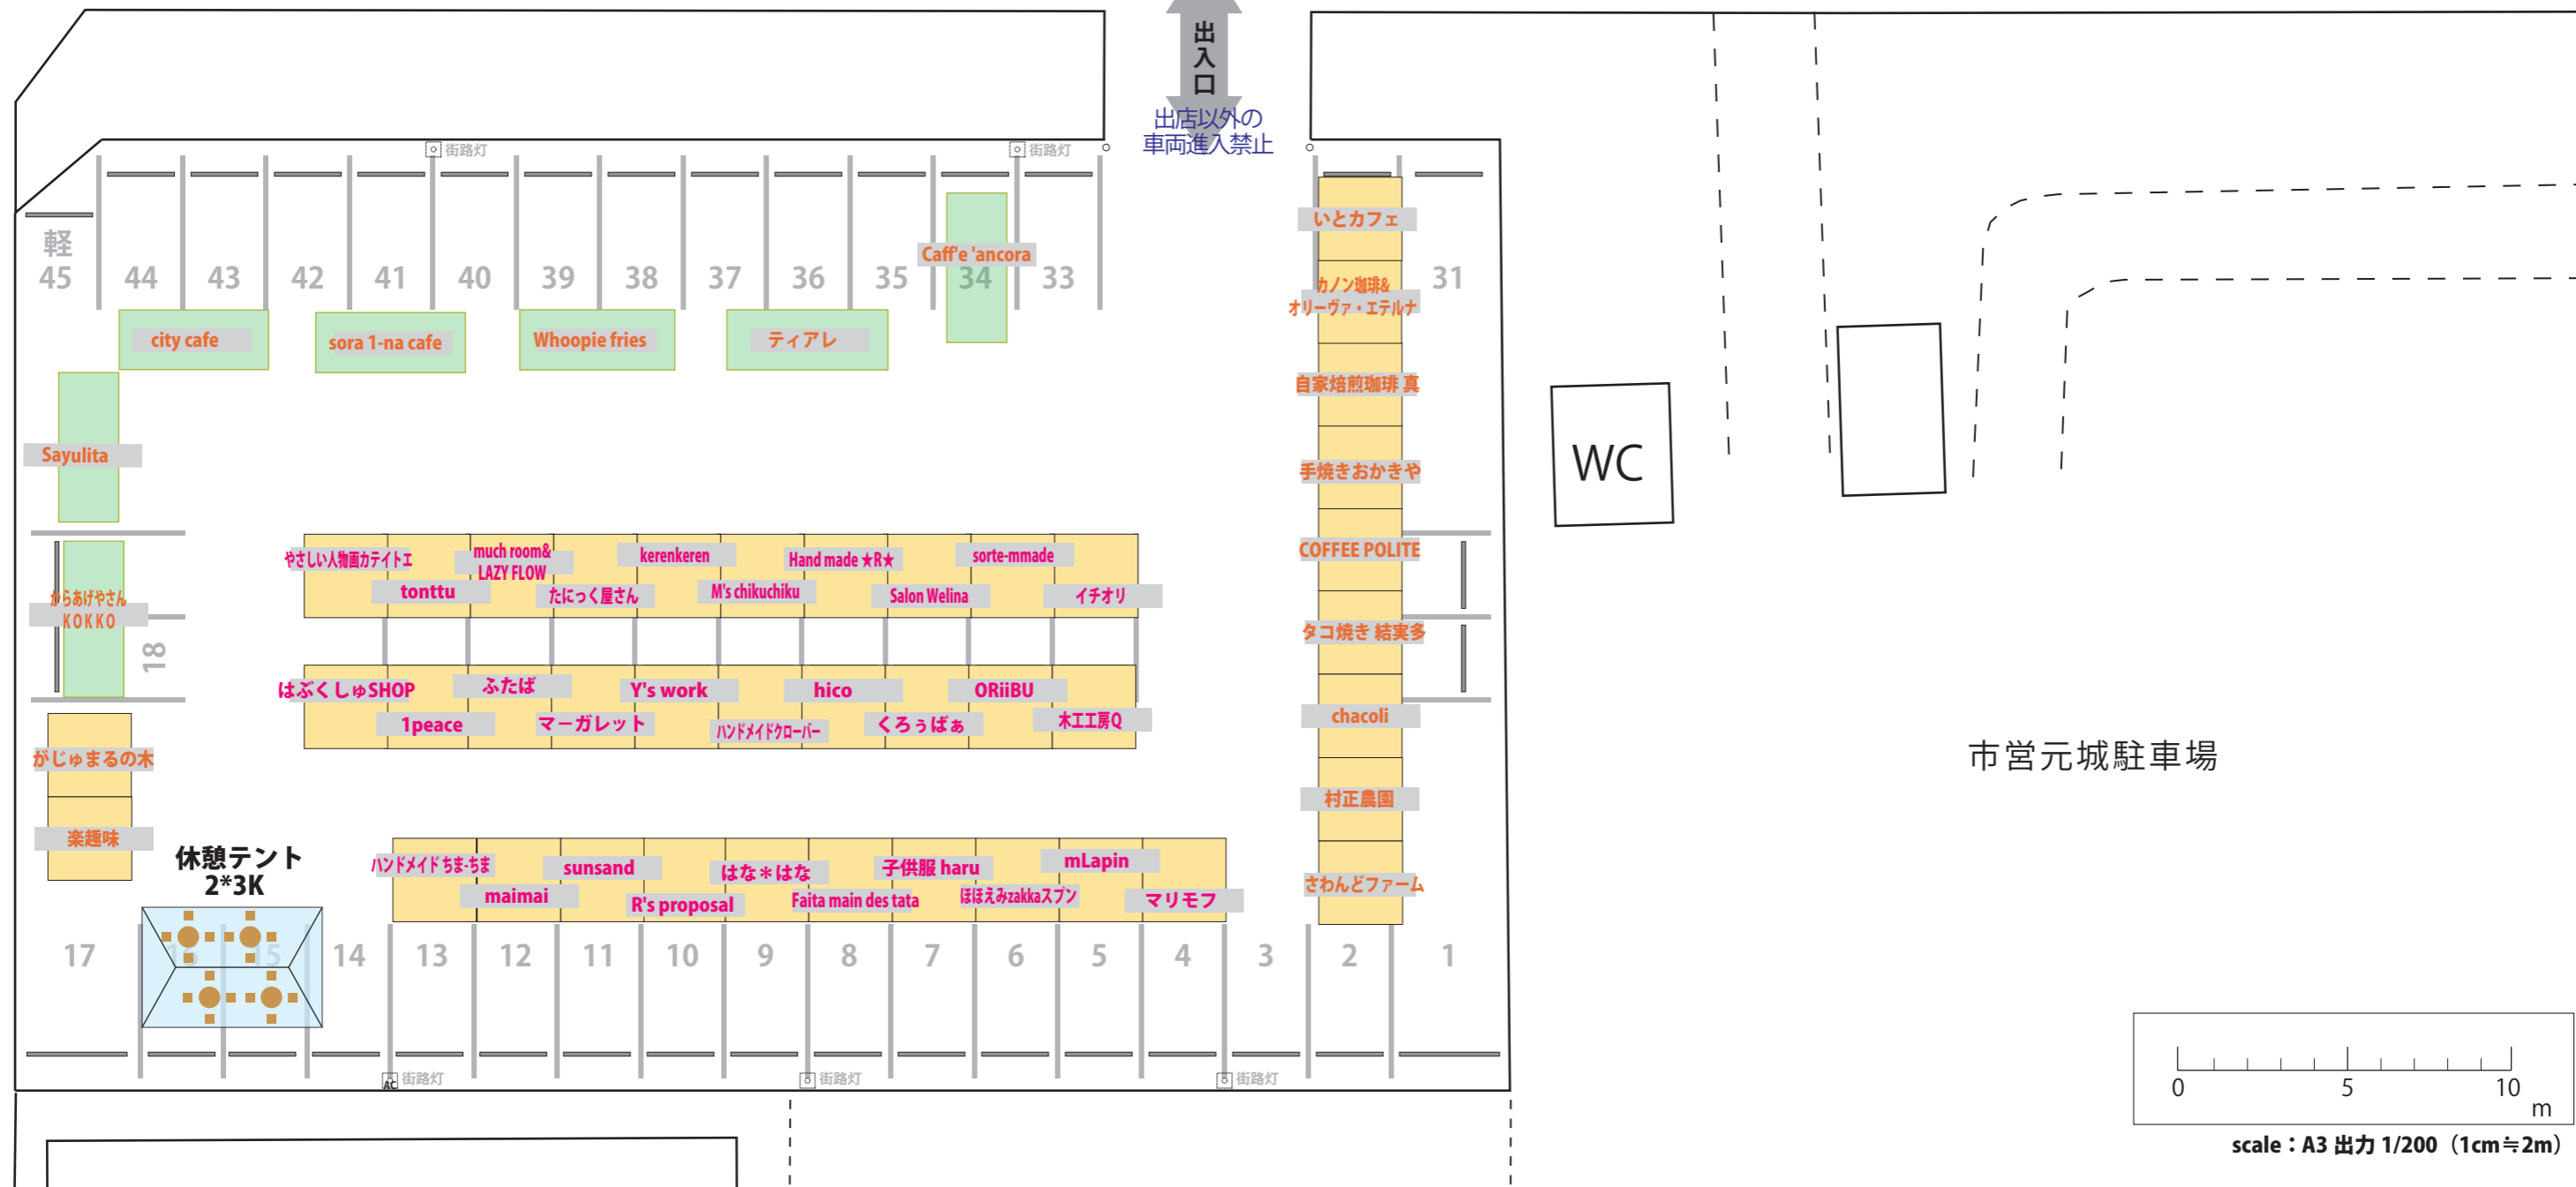 出入口
出店以外の
車両進入禁止
街路灯
街路灯
軽
45
44
43
42
41
40
39
38
37
36
35
34
33
31
Caff'e 'ancora
city cafe
sora 1-na cafe
Whoopie fries
ティアレ
Sayulita
からあげやさん
KOKKO
18
がじゅまるの木
楽趣味
休憩テント
2*3K
いとカフェ
カノン珈琲&
オリーヴァ・エテルナ
自家焙煎珈琲 真
手焼きおかきや
COFFEE POLITE
タコ焼き 結実多
chacoli
村正農園
さわんどファーム
WC
市営元城駐車場
やさしい人物画カテイトエ
tonttu
much room&
LAZY FLOW
たにっく屋さん
kerenkeren
M's chikuchiku
Hand made ★R★
Salon Welina
sorte-mmade
イチオリ
はぶくしゅSHOP
1peace
ふたば
マーガレット
Y's work
ハンドメイドクローバー
hico
くろぅばぁ
ORiiBU
木工工房Q
ハンドメイド ちま-ちま
maimai
sunsand
R's proposal
はな＊はな
Faita main des tata
子供服 haru
ほほえみzakkaスプン
mLapin
マリモフ
17
16
15
14
13
12
11
10
9
8
7
6
5
4
3
2
1
AC
街路灯
街路灯
街路灯
0
5
10
m
scale：A3 出力 1/200（1cm≒2m）